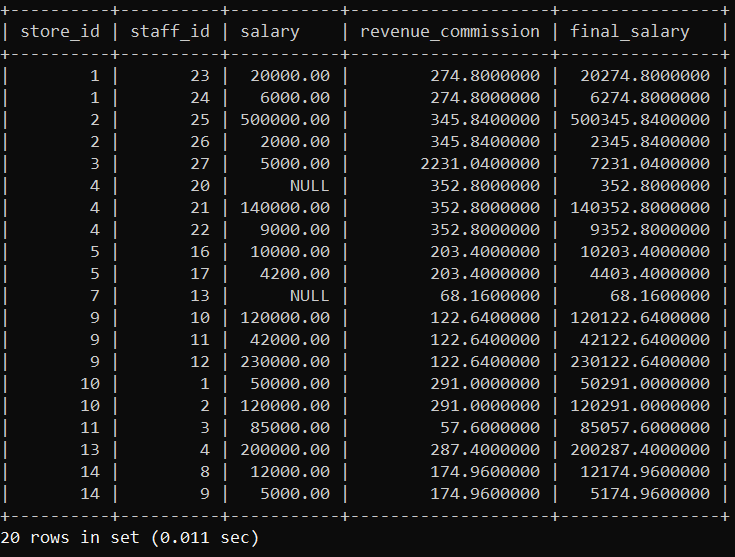 +----------+----------+-----------+--------------------+----------------+
| store_id | staff_id | salary    | revenue_commission | final_salary   |
+----------+----------+-----------+--------------------+----------------+
|        1 |       23 |  20000.00 |        274.8000000 |  20274.8000000 |
|        1 |       24 |   6000.00 |        274.8000000 |   6274.8000000 |
|        2 |       25 | 500000.00 |        345.8400000 | 500345.8400000 |
|        2 |       26 |   2000.00 |        345.8400000 |   2345.8400000 |
|        3 |       27 |   5000.00 |       2231.0400000 |   7231.0400000 |
|        4 |       20 |      NULL |        352.8000000 |    352.8000000 |
|        4 |       21 | 140000.00 |        352.8000000 | 140352.8000000 |
|        4 |       22 |   9000.00 |        352.8000000 |   9352.8000000 |
|        5 |       16 |  10000.00 |        203.4000000 |  10203.4000000 |
|        5 |       17 |   4200.00 |        203.4000000 |   4403.4000000 |
|        7 |       13 |      NULL |         68.1600000 |     68.1600000 |
|        9 |       10 | 120000.00 |        122.6400000 | 120122.6400000 |
|        9 |       11 |  42000.00 |        122.6400000 |  42122.6400000 |
|        9 |       12 | 230000.00 |        122.6400000 | 230122.6400000 |
|       10 |        1 |  50000.00 |        291.0000000 |  50291.0000000 |
|       10 |        2 | 120000.00 |        291.0000000 | 120291.0000000 |
|       11 |        3 |  85000.00 |         57.6000000 |  85057.6000000 |
|       13 |        4 | 200000.00 |        287.4000000 | 200287.4000000 |
|       14 |        8 |  12000.00 |        174.9600000 |  12174.9600000 |
|       14 |        9 |   5000.00 |        174.9600000 |   5174.9600000 |
+----------+----------+-----------+--------------------+----------------+
20 rows in set (0.011 sec)